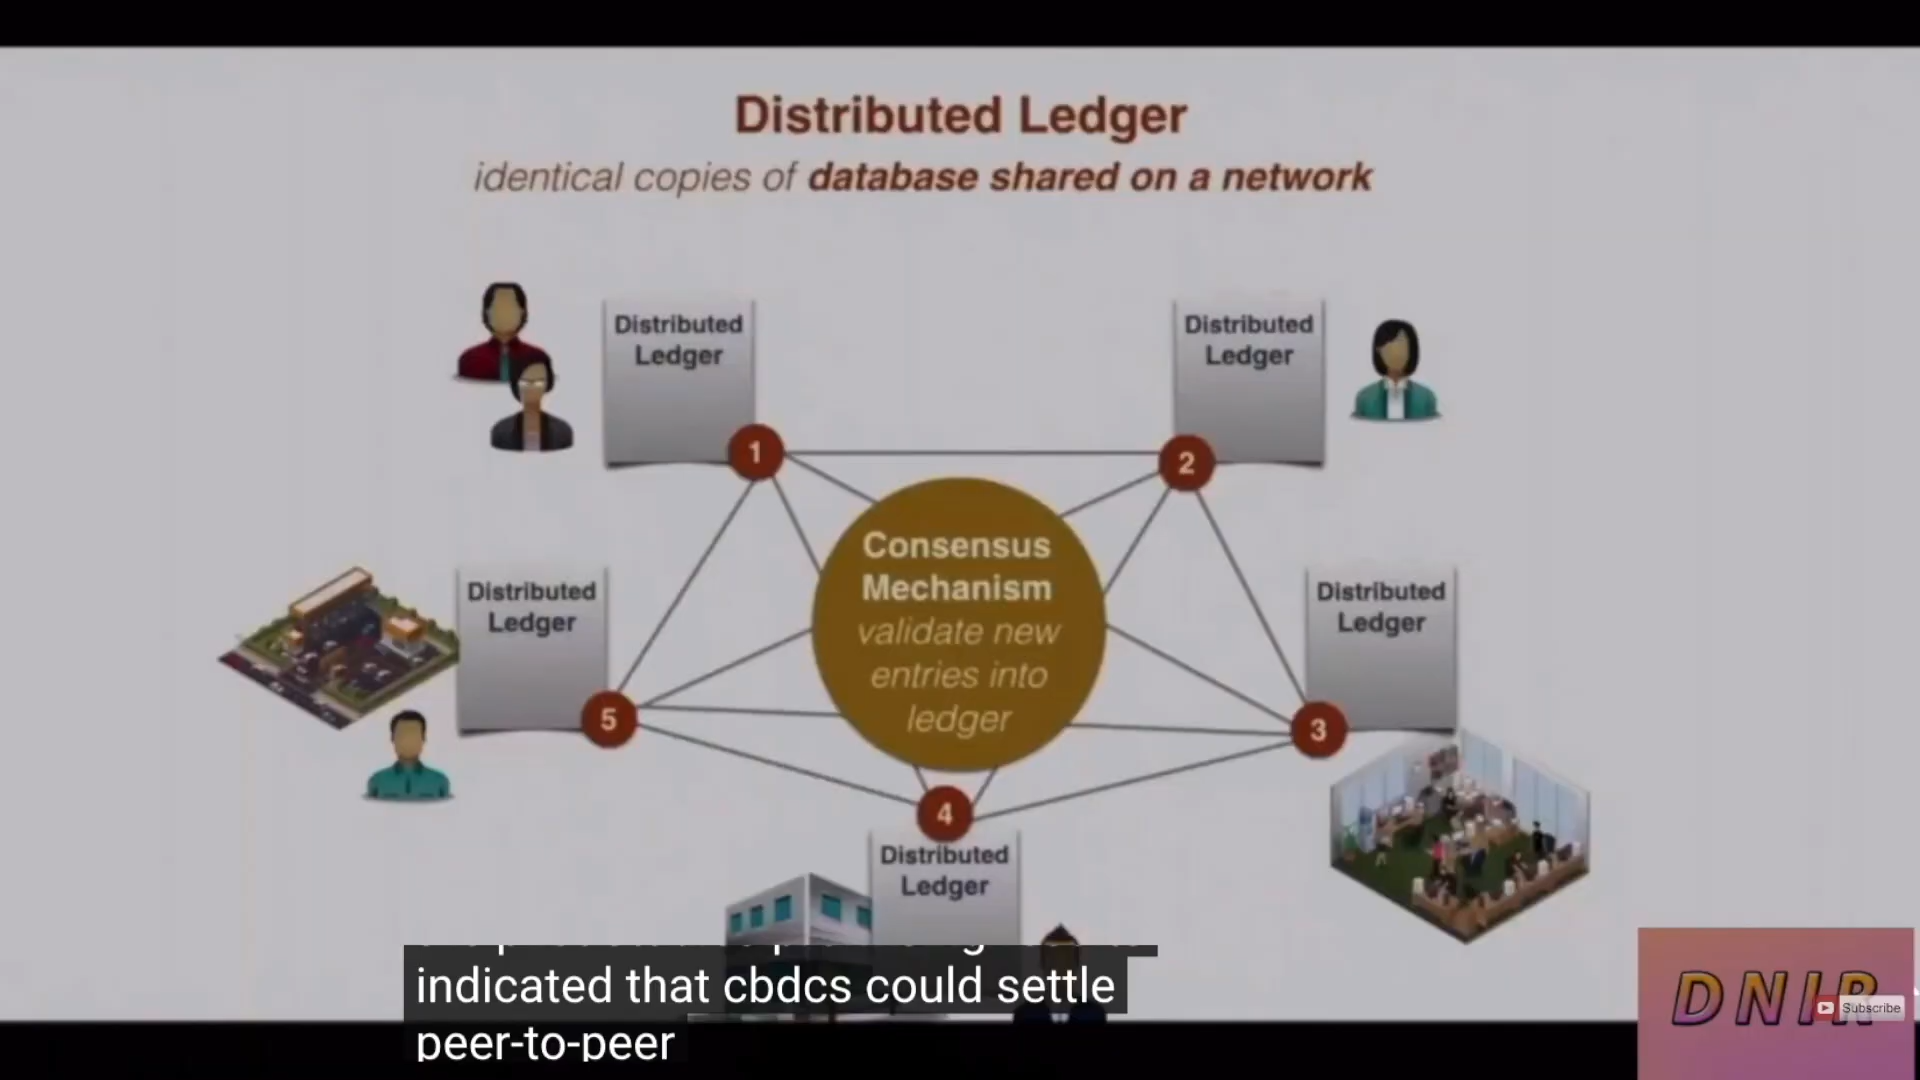 Distributed Ledger
identical copies of database shared on a network
Distributed
Ledger
Distributed
Ledger
1
2
Consensus
Mechanism
validate new
entries into
ledger
Distributed
Ledger
Distributed
Ledger
5
3
4
Distributed
Ledger
indicated that cbdcs could settle
peer-to-peer
DNIR
Subscribe